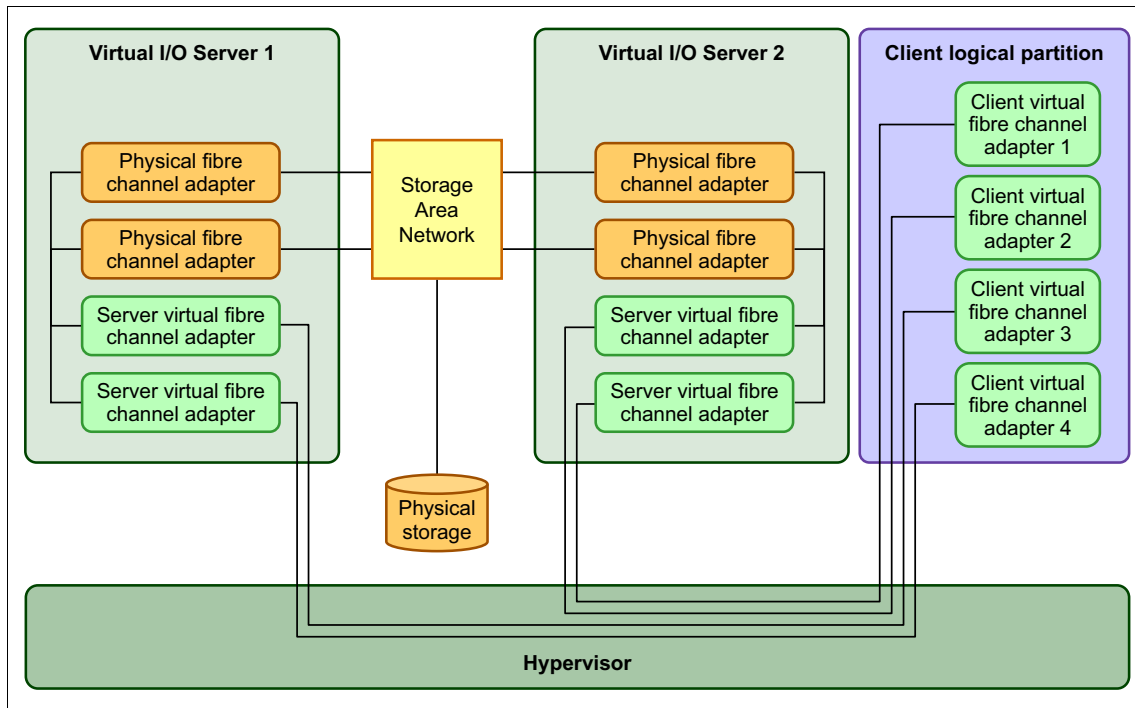 Virtual I/O Server 1
Physical fibre
channel adapter
Physical fibre
channel adapter
Server virtual fibre
channel adapter
Server virtual fibre
channel adapter
Storage
Area
Network
Physical
storage
Virtual I/O Server 2
Physical fibre
channel adapter
Physical fibre
channel adapter
Server virtual fibre
channel adapter
Server virtual fibre
channel adapter
Client logical partition
Client virtual
fibre channel
adapter 1
Client virtual
fibre channel
adapter 2
Client virtual
fibre channel
adapter 3
Client virtual
fibre channel
adapter 4
Hypervisor